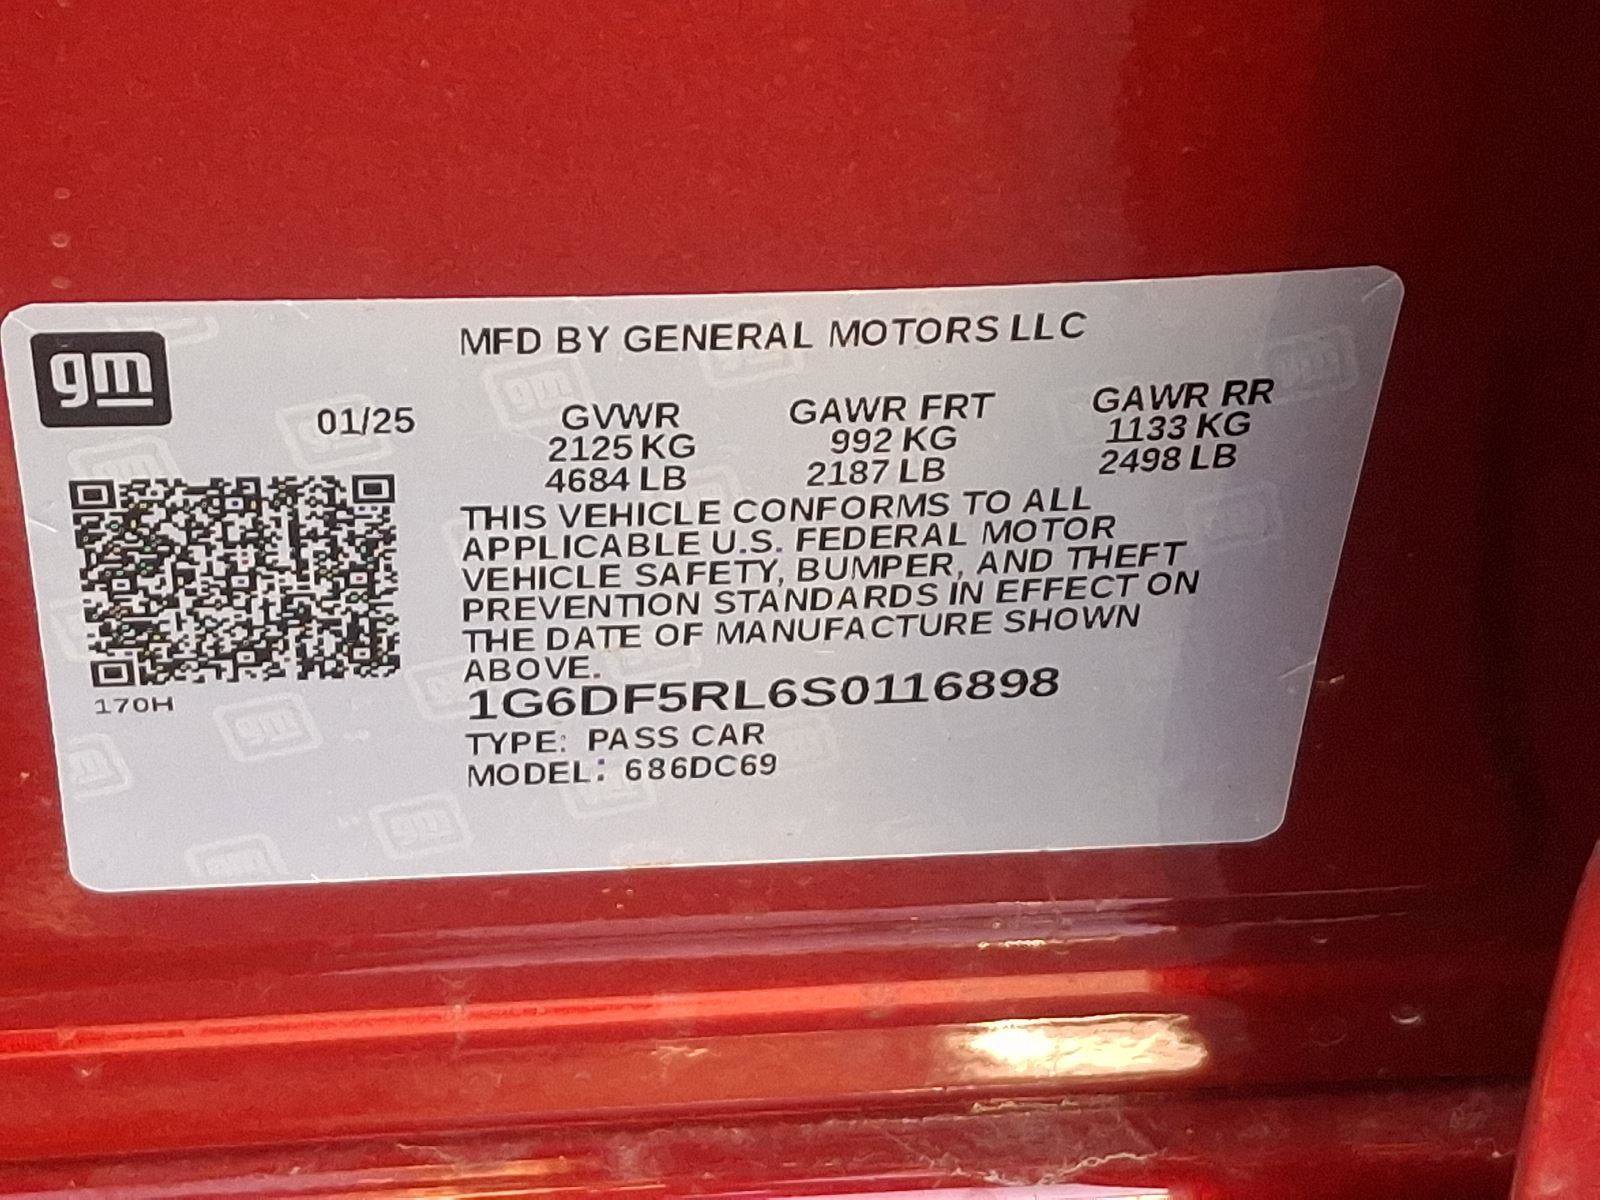 gm
MFD BY GENERAL MOTORS LLC
01/25 GVWR GAWR FRT GAWR RR
2125 KG 992 KG 1133 KG
4684 LB 2187 LB 2498 LB
THIS VEHICLE CONFORMS TO ALL
APPLICABLE U.S. FEDERAL MOTOR
VEHICLE SAFETY, BUMPER, AND THEFT
PREVENTION STANDARDS IN EFFECT ON
THE DATE OF MANUFACTURE SHOWN
ABOVE.
170H
1G6DF5RL6S0116898
TYPE: PASS CAR
MODEL: 686DC69